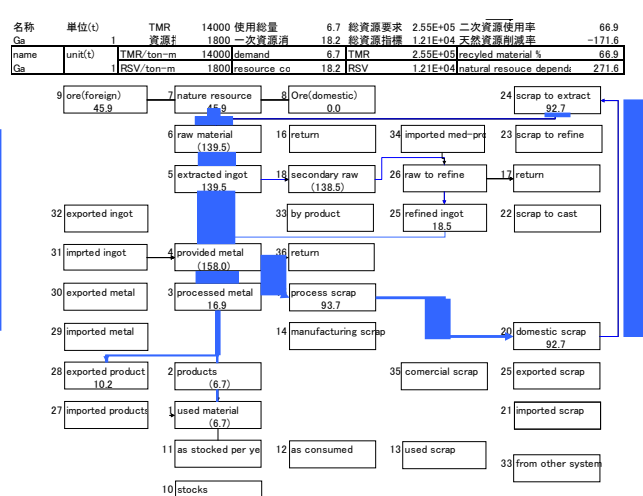 名称 単位(t) TMR 14000 使用総量 6.7 総資源要求 2.55E+05 二次資源使用率 66.9
Ga 1 資源 1800 一次資源消 18.2 総資源指標 1.21E+04 天然資源削減率 -171.6
name unit(t) TMR/ton-m 14000 demand 6.7 TMR 2.55E+05 recyled material % 66.9
Ga 1 RSV/ton-m 1800 resource co 18.2 RSV 1.21E+04 natural resouce depend 271.6
9 ore(foreign) 7 nature resource 8 Ore(domestic) 24 scrap to extract
45.9 45.9 0.0 92.7
6 raw material 16 return 34 imported med-pro 23 scrap to refine
(139.5)
5 extracted ingot 18 secondary raw 26 raw to refine 17 return
139.5 (138.5)
32 exported ingot 33 by product 25 refined ingot 22 scrap to cast
18.5
31 imprted ingot 4 provided metal 36 return
(158.0)
30 exported metal 3 processed metal process scrap
16.9 93.7
29 imported metal 14 manufacturing scrap 20 domestic scrap
92.7
28 exported product 2 products 35 comercial scrap 25 exported scrap
10.2 (6.7)
27 imported products 1 used material 21 imported scrap
(6.7)
11 as stocked per ye 12 as consumed 13 used scrap
33 from other system
10 stocks